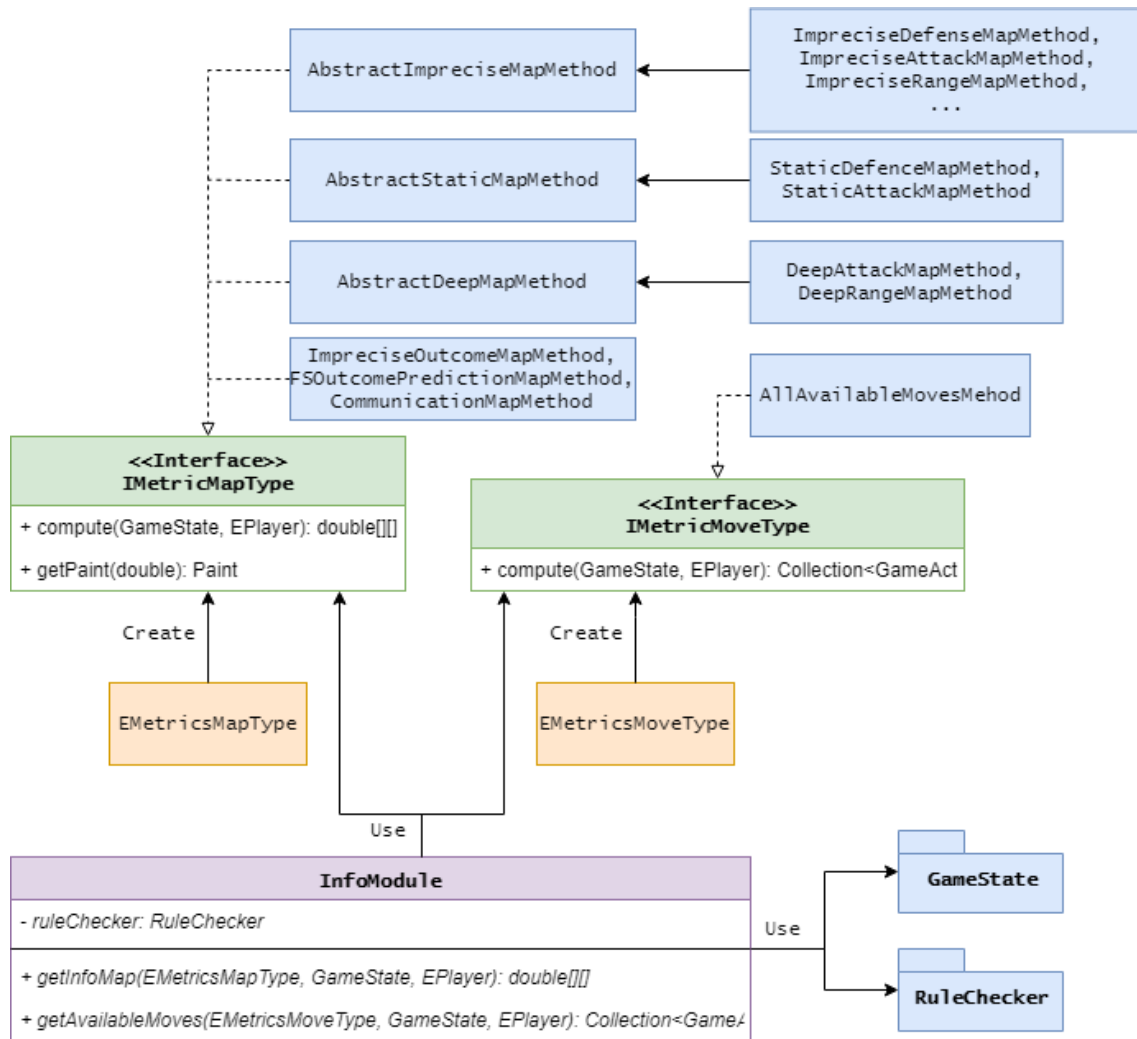 AbstractImpreciseMapMethod
ImpreciseDefenseMapMethod,
ImpreciseAttackMapMethod,
ImpreciseRangeMapMethod,
...
AbstractStaticMapMethod
StaticDefenceMapMethod,
StaticAttackMapMethod
AbstractDeepMapMethod
DeepAttackMapMethod,
DeepRangeMapMethod
ImpreciseOutcomeMapMethod,
FSOutcomePredictionMapMethod,
CommunicationMapMethod
AllAvailableMovesMehod
<<Interface>>
IMetricMapType
+ compute(GameState, EPlayer): double[][]
+ getPaint(double): Paint
<<Interface>>
IMetricMoveType
+ compute(GameState, EPlayer): Collection<GameAct
Create
Create
EMetricsMapType
EMetricsMoveType
Use
InfoModule
- ruleChecker: RuleChecker
+ getInfoMap(EMetricsMapType, GameState, EPlayer): double[][]
+ getAvailableMoves(EMetricsMoveType, GameState, EPlayer): Collection<GameA
Use
GameState
RuleChecker